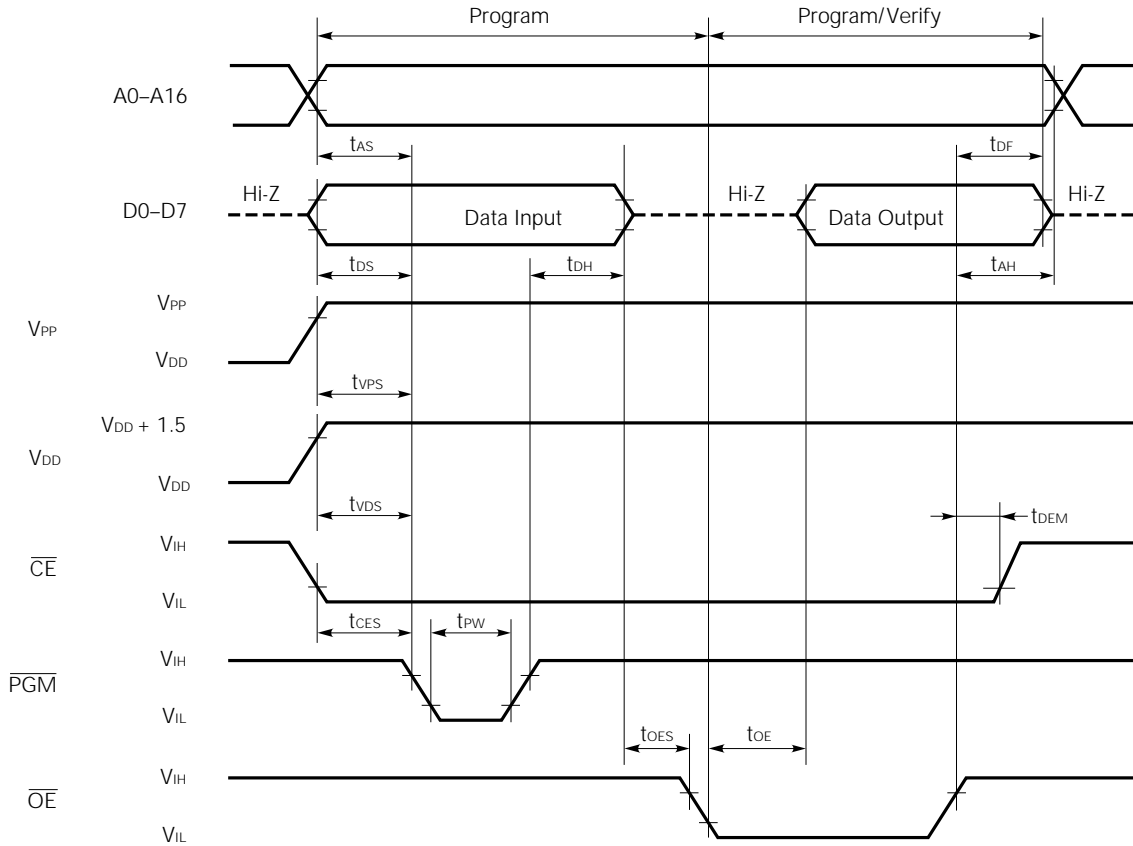 Program Program/Verify
A0–A16
tAS tDF
Hi-Z Hi-Z Hi-Z
D0–D7 Data Input Data Output
tDS tDH tAH
VPP
VPP
VDD
tVPS
VDD + 1.5
VDD
VDD
tVDS tDEM
VIH
CE
VIL
tCES tPW
VIH
PGM
VIL
tOES tOE
VIH
OE
VIL